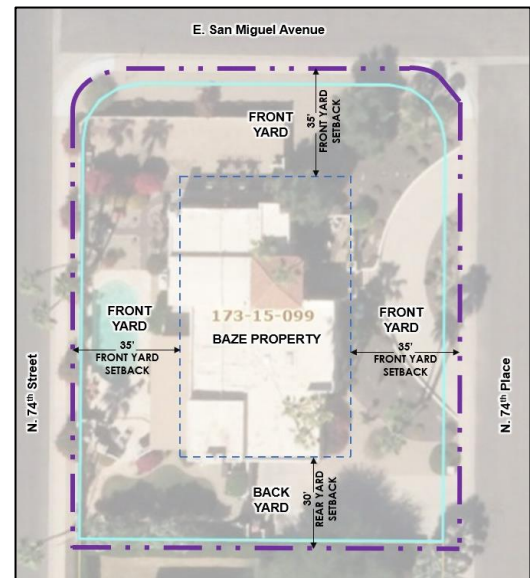 E. San Miguel Avenue
FRONT
YARD
35'
FRONT YARD
SETBACK
173-15-099
BAZE PROPERTY
FRONT
YARD
35'
FRONT YARD
SETBACK
FRONT
YARD
35'
FRONT YARD
SETBACK
N. 74th Street
N. 74th Place
BACK
YARD
30'
REAR YARD
SETBACK